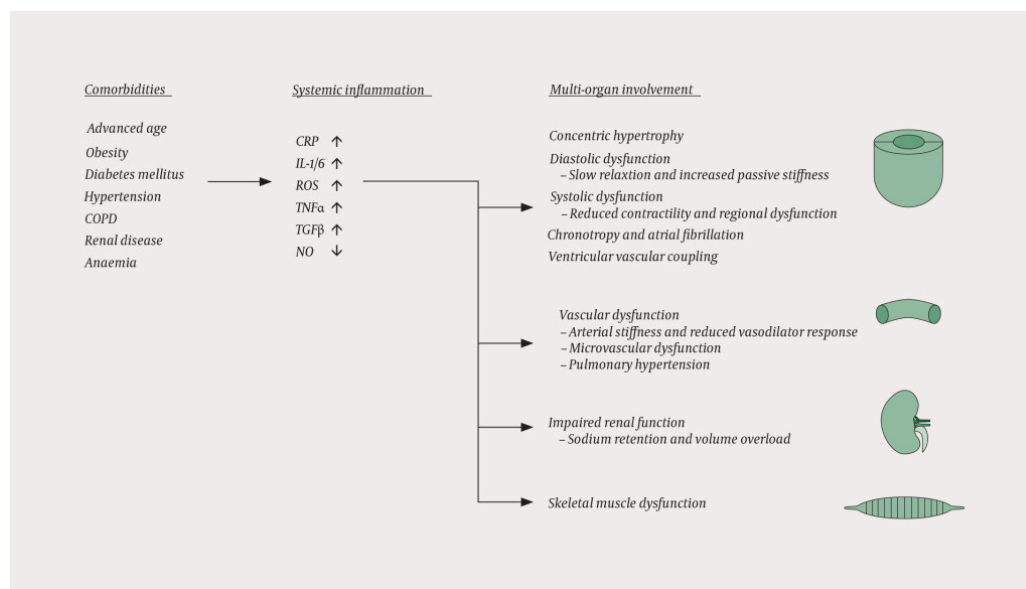 Comorbidities
Advanced age
Obesity
Diabetes mellitus
Hypertension
COPD
Renal disease
Anaemia
Systemic inflammation
CRP ↑
IL-1/6 ↑
ROS ↑
TNFα ↑
TGFβ ↑
NO ↓
Multi-organ involvement
Concentric hypertrophy
Diastolic dysfunction
– Slow relaxtion and increased passive stiffness
Systolic dysfunction
– Reduced contractility and regional dysfunction
Chronotropy and atrial fibrillation
Ventricular vascular coupling
Vascular dysfunction
– Arterial stiffness and reduced vasodilator response
– Microvascular dysfunction
– Pulmonary hypertension
Impaired renal function
– Sodium retention and volume overload
Skeletal muscle dysfunction